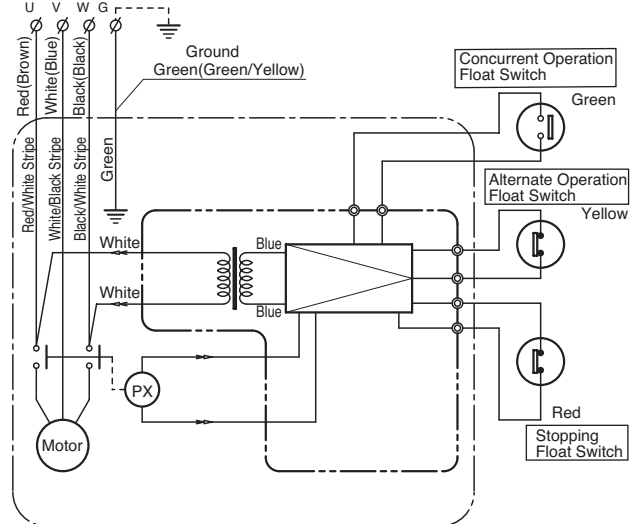 U V W G
Red(Brown)
White(Blue)
Black(Black)
Ground
Green(Green/Yellow)
Concurrent Operation
Float Switch
Green
Red/White Stripe
White/Black Stripe
Black/White Stripe
Green
Alternate Operation
Float Switch
Yellow
White
Blue
White
Blue
PX
Motor
Red
Stopping
Float Switch